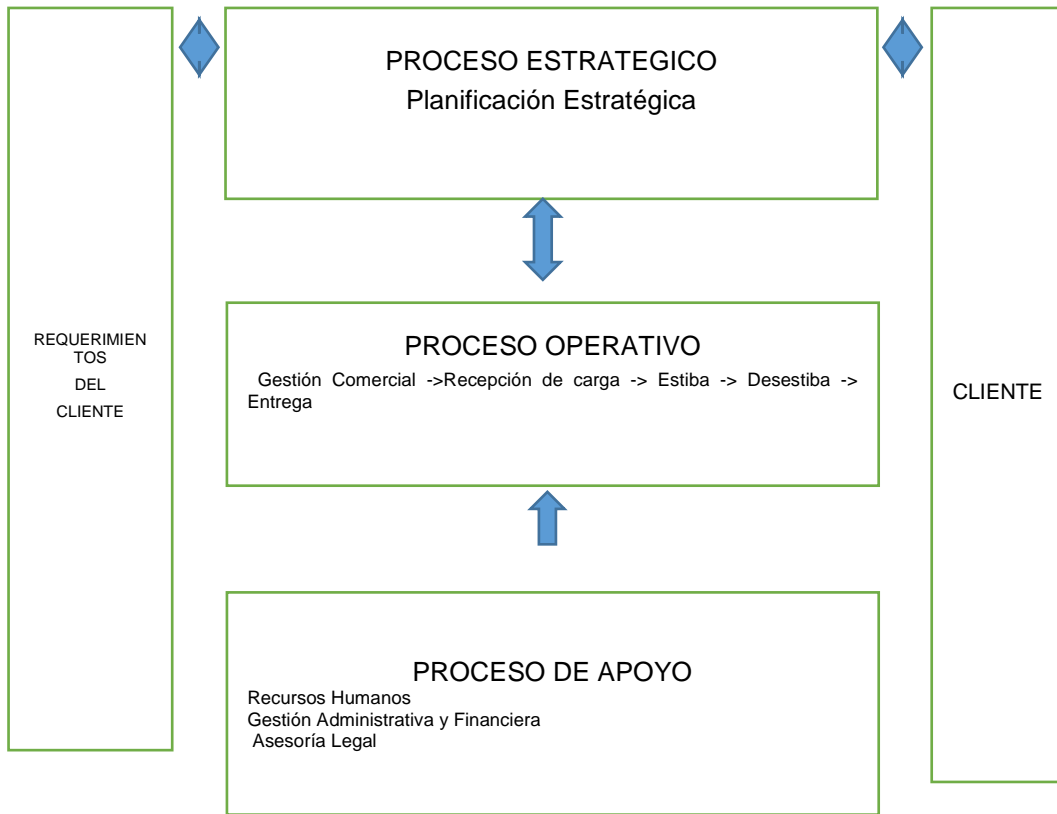 PROCESO ESTRATEGICO
Planificación Estratégica
REQUERIMIEN
TOS
DEL
CLIENTE
PROCESO OPERATIVO
Gestión Comercial ->Recepción de carga -> Estiba -> Desestiba ->
Entrega
CLIENTE
PROCESO DE APOYO
Recursos Humanos
Gestión Administrativa y Financiera
Asesoría Legal